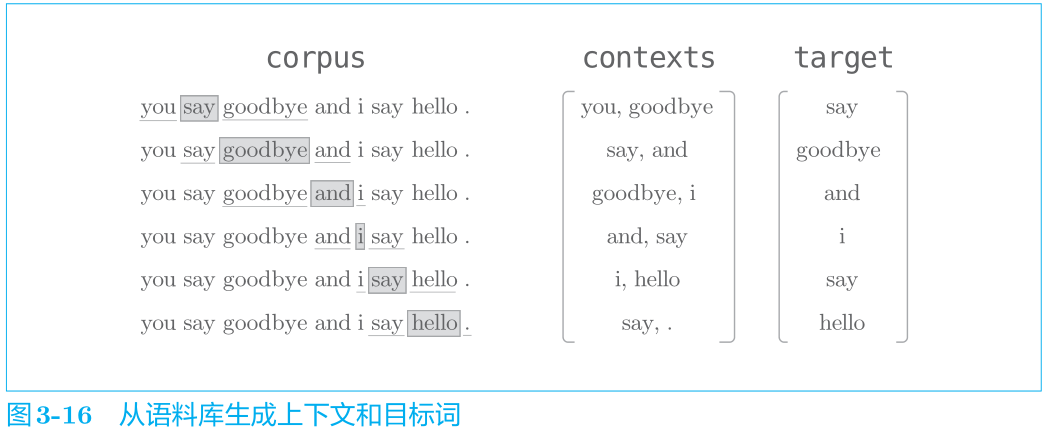 corpus contexts target
you say goodbye and i say hello . you, goodbye say
you say goodbye and i say hello . say, and goodbye
you say goodbye and i say hello . goodbye, i and
you say goodbye and i say hello . and, say i
you say goodbye and i say hello . i, hello say
you say goodbye and i say hello . say, . hello
图3-16 从语料库生成上下文和目标词